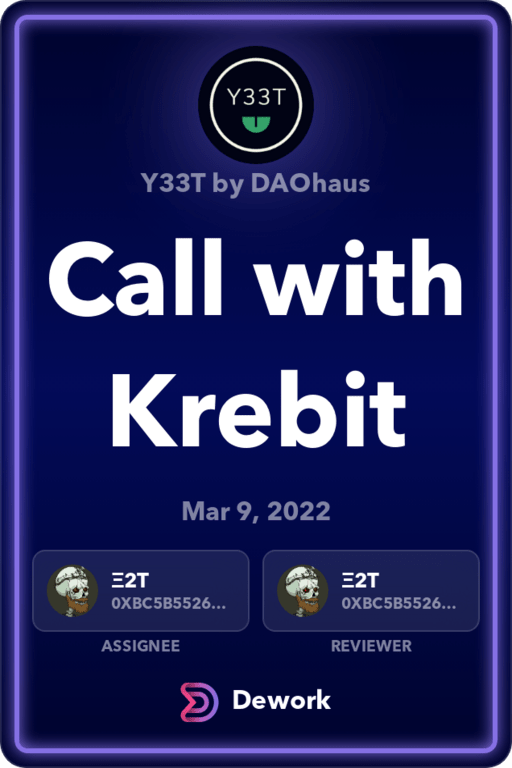 Y33T
Y33T by DAOhaus
Call with
Krebit
Mar 9, 2022
Ξ2T
0XBC5B5526...
ASSIGNEE
Ξ2T
0XBC5B5526...
REVIEWER
Dework